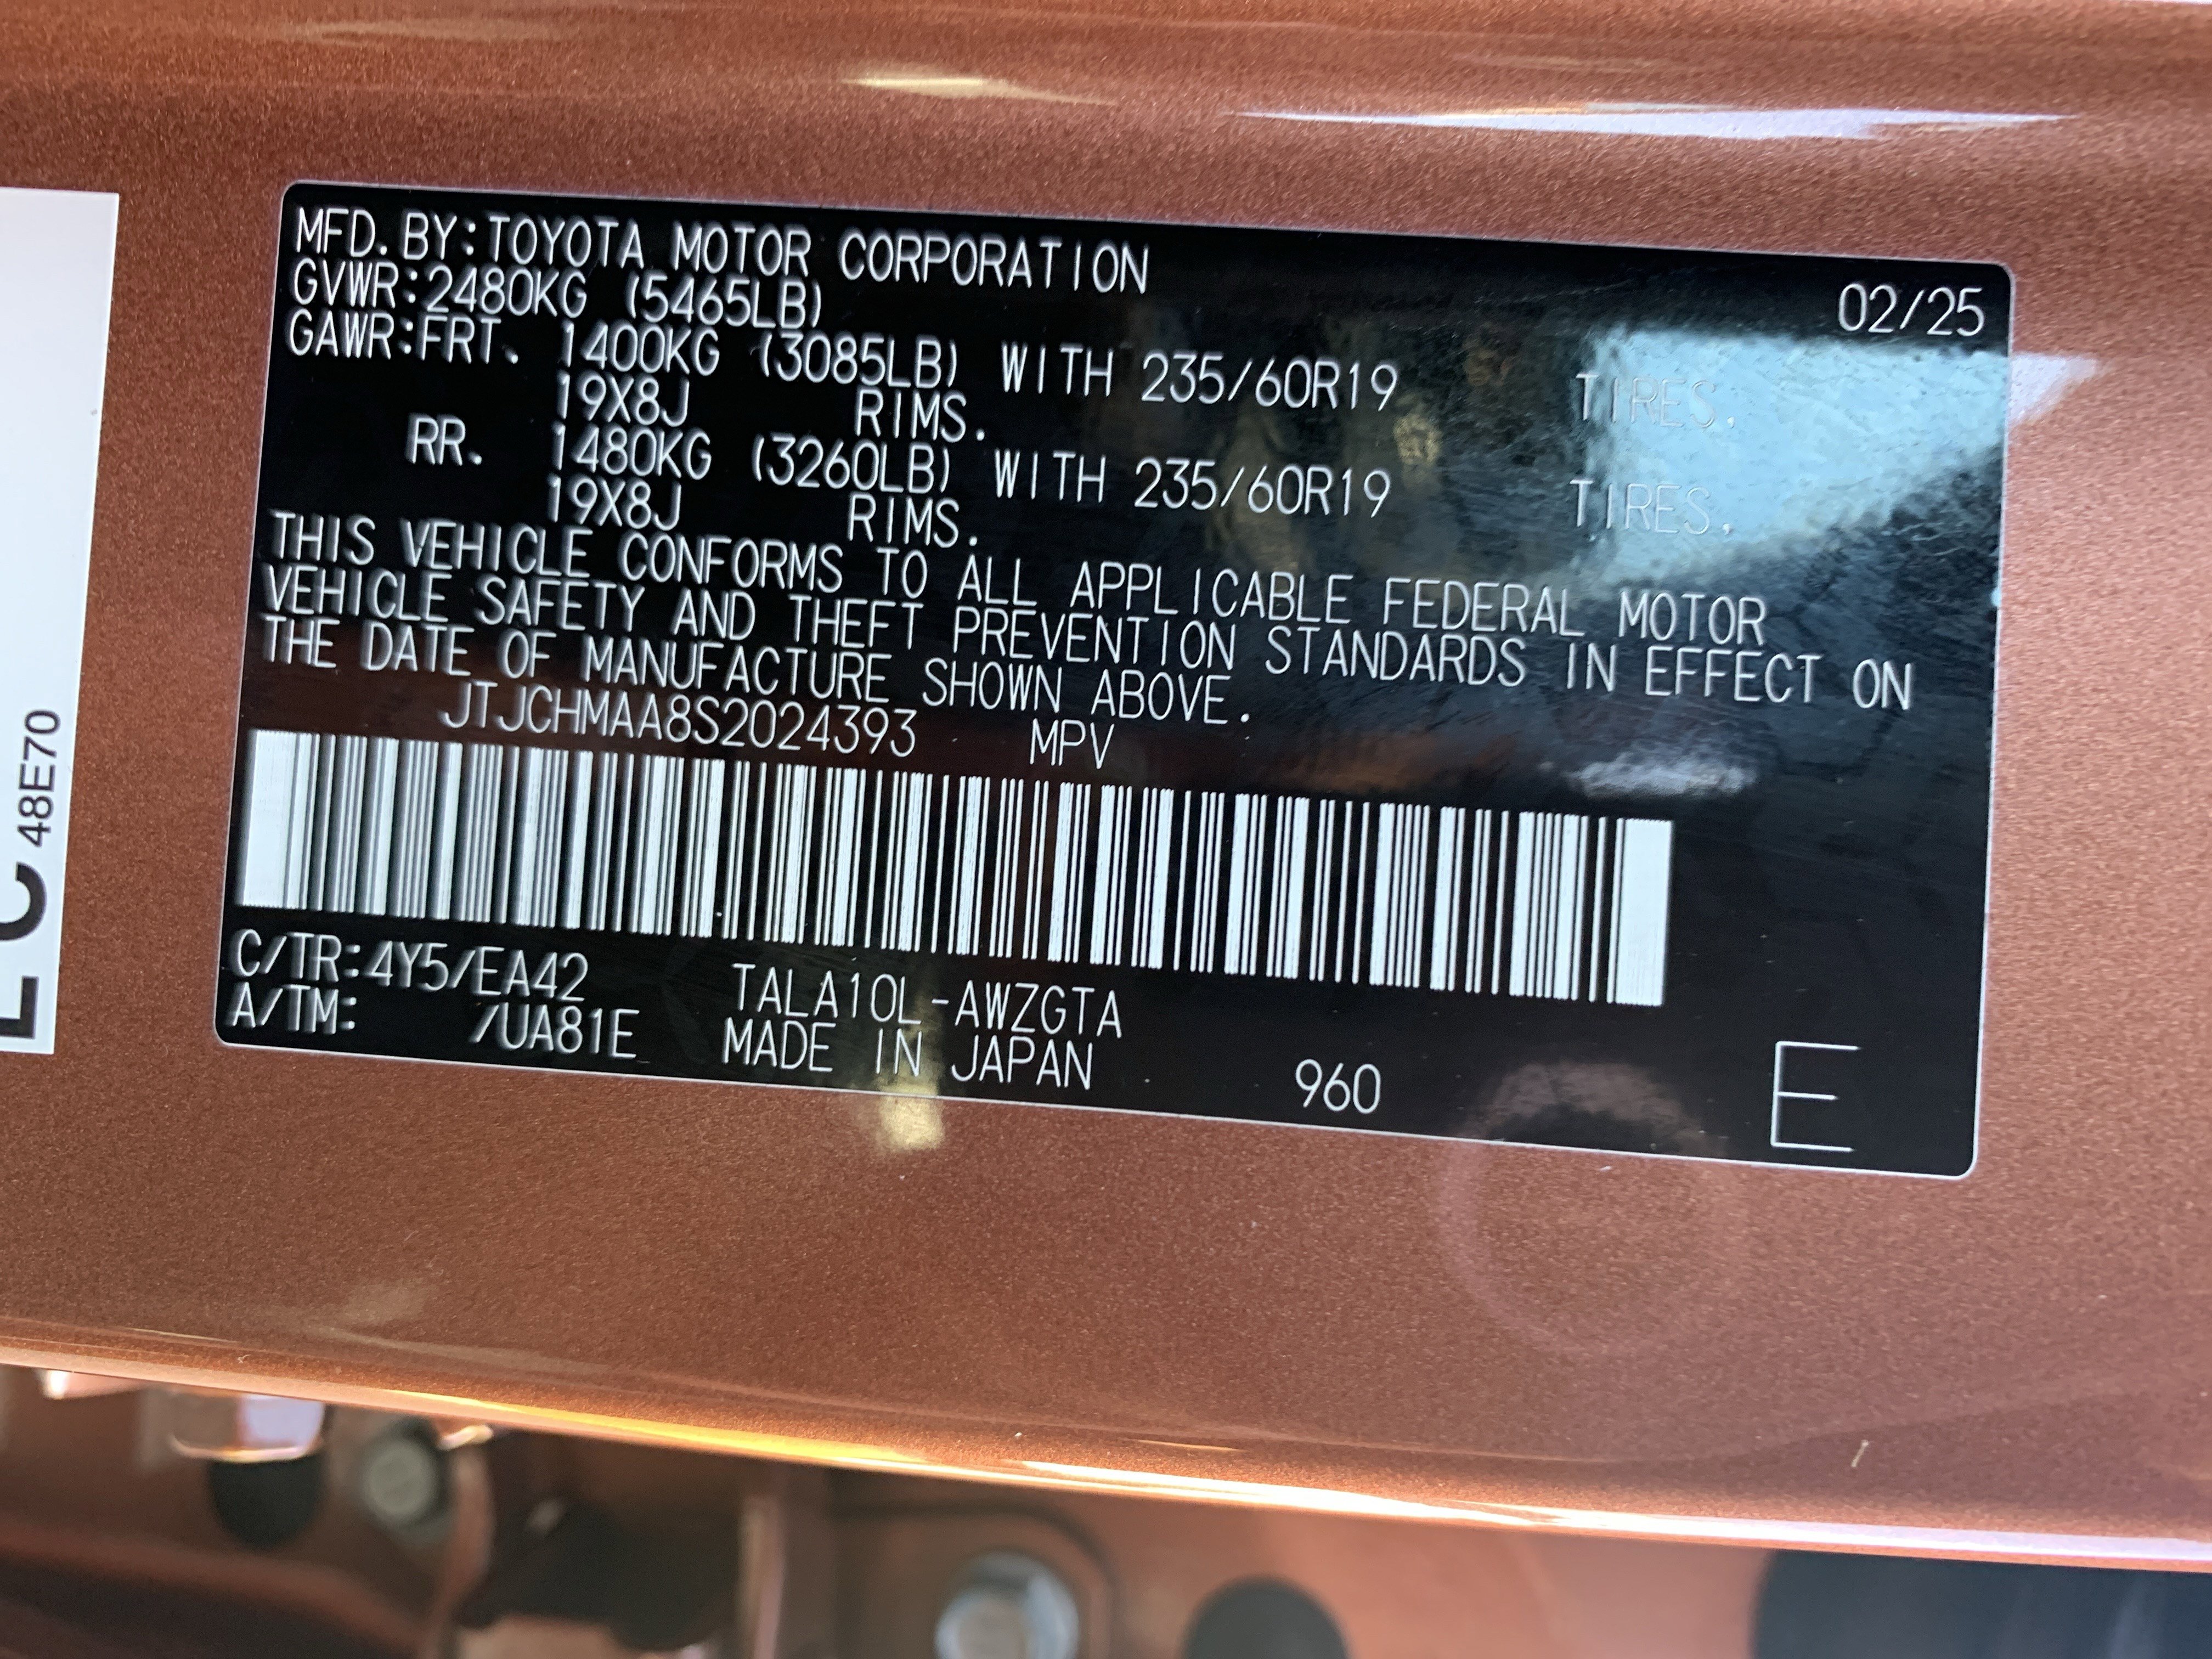 MFD.BY:TOYOTA MOTOR CORPORATION 02/25
GVWR:2480KG (5465LB)
GAWR:FRT. 1400KG (3085LB) WITH 235/60R19 TIRES.
19X8J RIMS.
RR. 1480KG (3260LB) WITH 235/60R19 TIRES.
19X8J RIMS.
THIS VEHICLE CONFORMS TO ALL APPLICABLE FEDERAL MOTOR
VEHICLE SAFETY AND THEFT PREVENTION STANDARDS IN EFFECT ON
THE DATE OF MANUFACTURE SHOWN ABOVE.
JTJCHMAA8S2024393 MPV
C/TR:4Y5/EA42 TALA10L-AWZGTA
A/TM: /UA81E MADE IN JAPAN 960 E
48E70